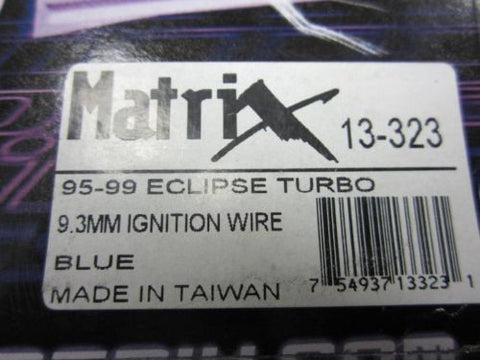 Matrix 13-323
95-99 ECLIPSE TURBO
9.3MM IGNITION WIRE
BLUE
MADE IN TAIWAN
7 54937 13323 1